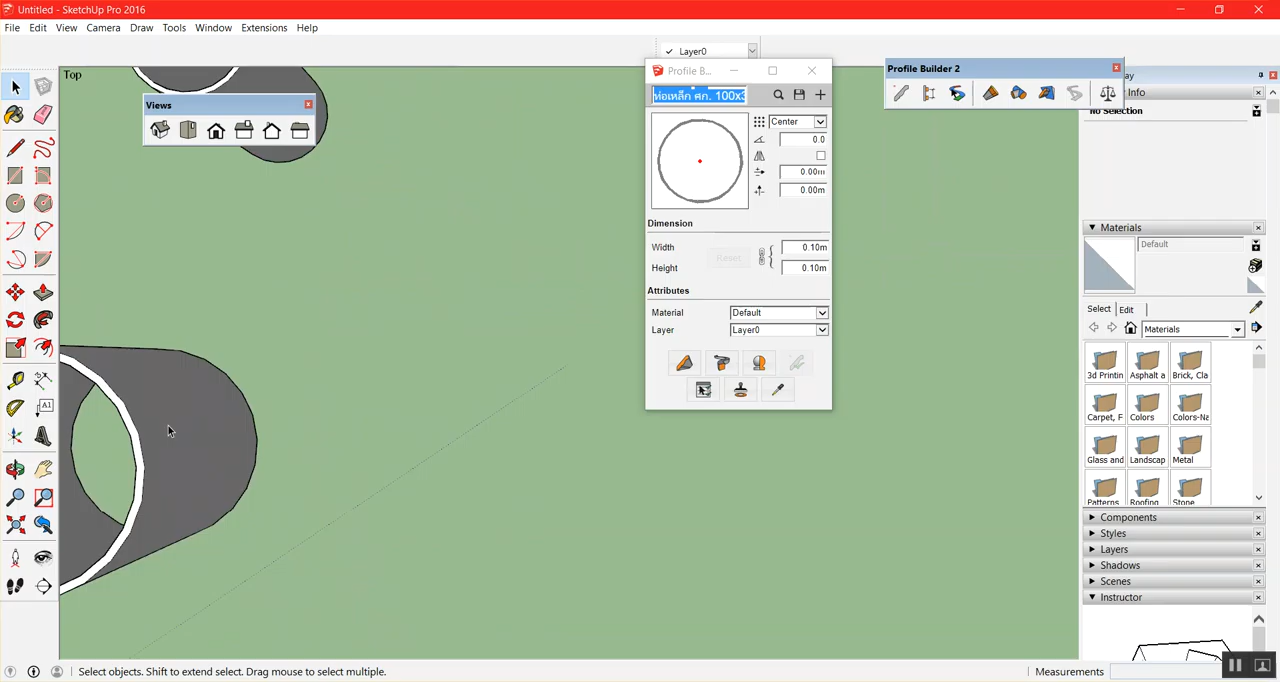 Untitled - SketchUp Pro 2016
File Edit View Camera Draw Tools Window Extensions Help
Layer0
Top
Views
Profile B...
ท่อเหล็ก ศก. 100x3
Center
0.0
0.00m
0.00m
Dimension
Width 0.10m
Reset
Height 0.10m
Attributes
Material Default
Layer Layer0
Profile Builder 2
ay
Info
No Selection
Materials
Default
Select Edit
Materials
3d Printin Asphalt a Brick, Cla
Carpet, F Colors Colors-Na
Glass and Landscap Metal
Patterns Roofing Stone
Components
Styles
Layers
Shadows
Scenes
Instructor
A1
Select objects. Shift to extend select. Drag mouse to select multiple.
Measurements